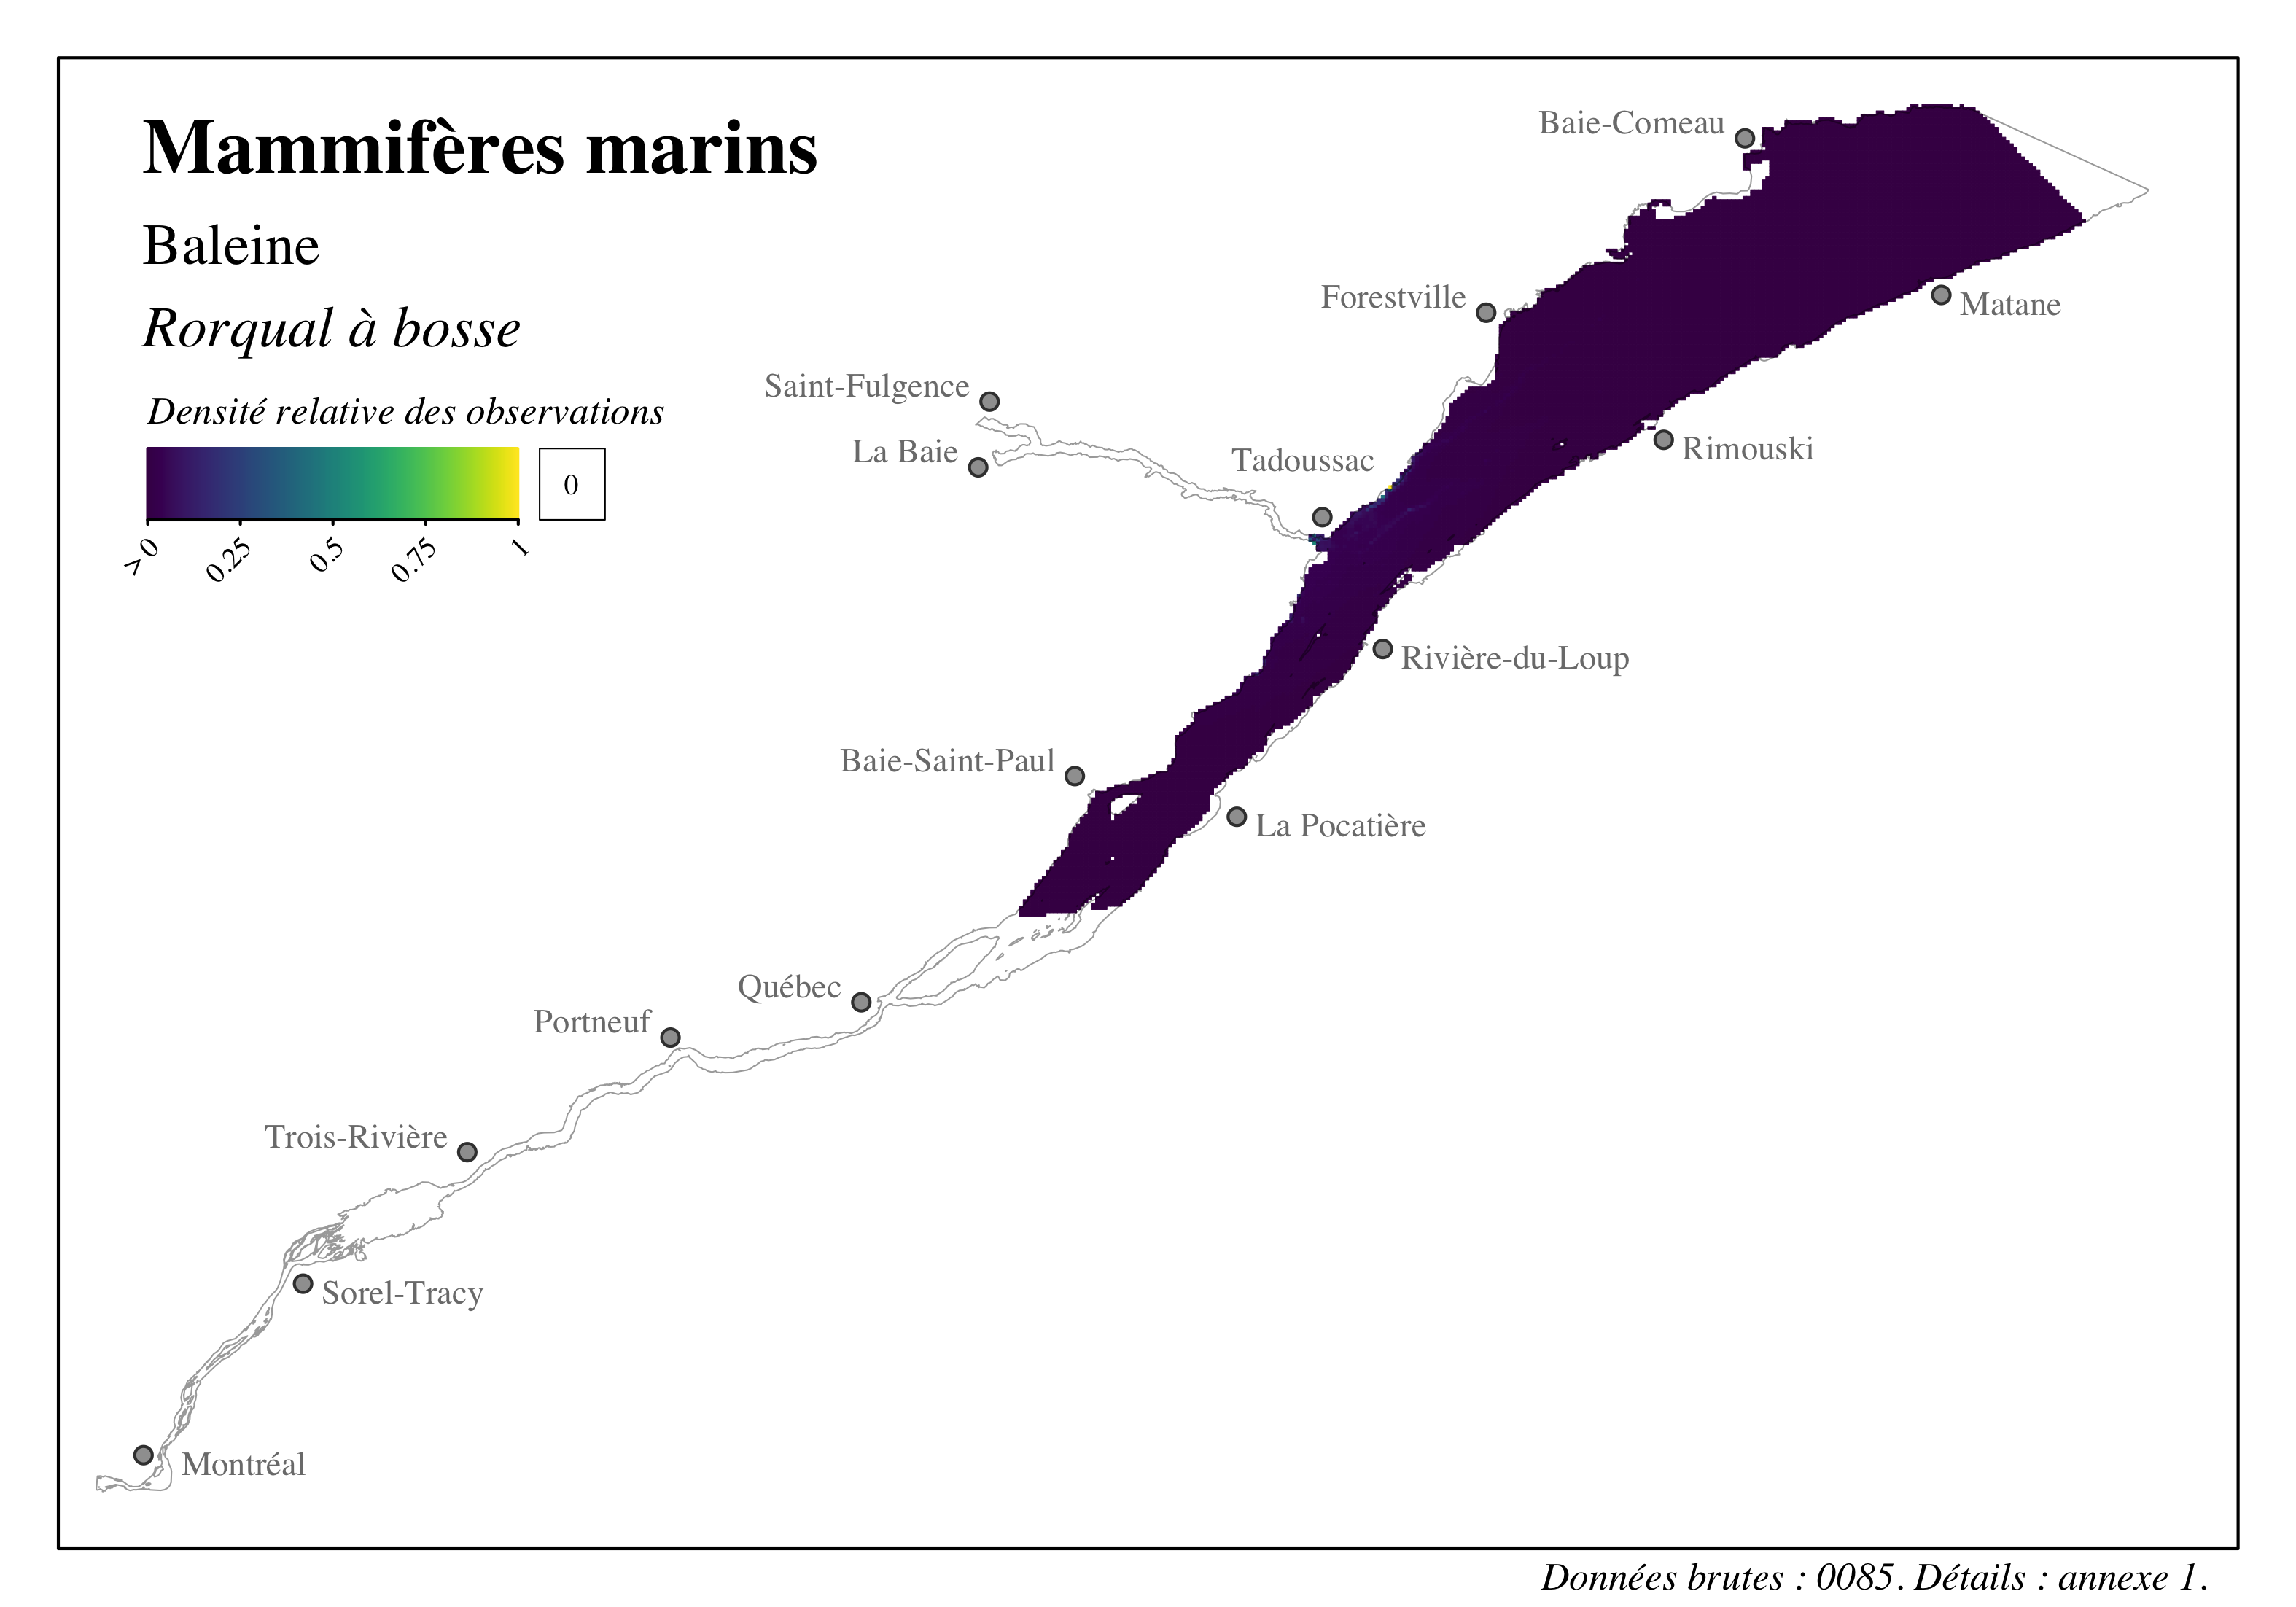 Mammifères marins
Baleine
Rorqual à bosse
Densité relative des observations
0
> 0
0.25
0.5
0.75
1
Baie-Comeau
Forestville
Matane
Saint-Fulgence
La Baie
Tadoussac
Rimouski
Rivière-du-Loup
Baie-Saint-Paul
La Pocatière
Québec
Portneuf
Trois-Rivière
Sorel-Tracy
Montréal
Données brutes : 0085. Détails : annexe 1.